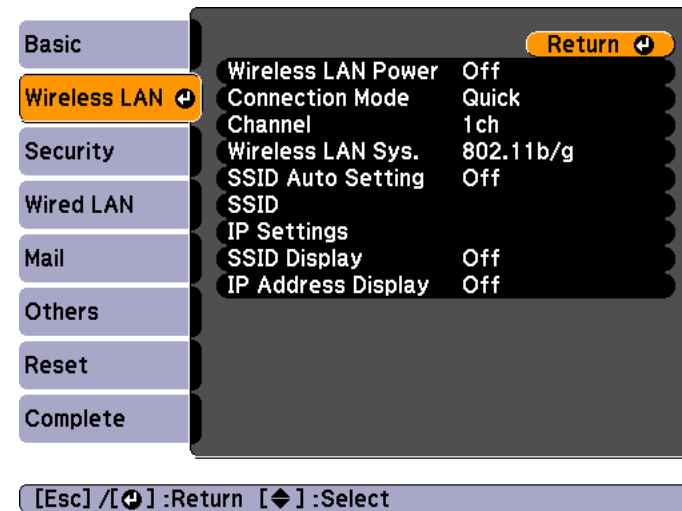 Basic
Wireless LAN
Security
Wired LAN
Mail
Others
Reset
Complete
Return
Wireless LAN Power Off
Connection Mode Quick
Channel 1ch
Wireless LAN Sys. 802.11b/g
SSID Auto Setting Off
SSID
IP Settings
SSID Display Off
IP Address Display Off
[Esc] /[⏎] :Return [◆] :Select